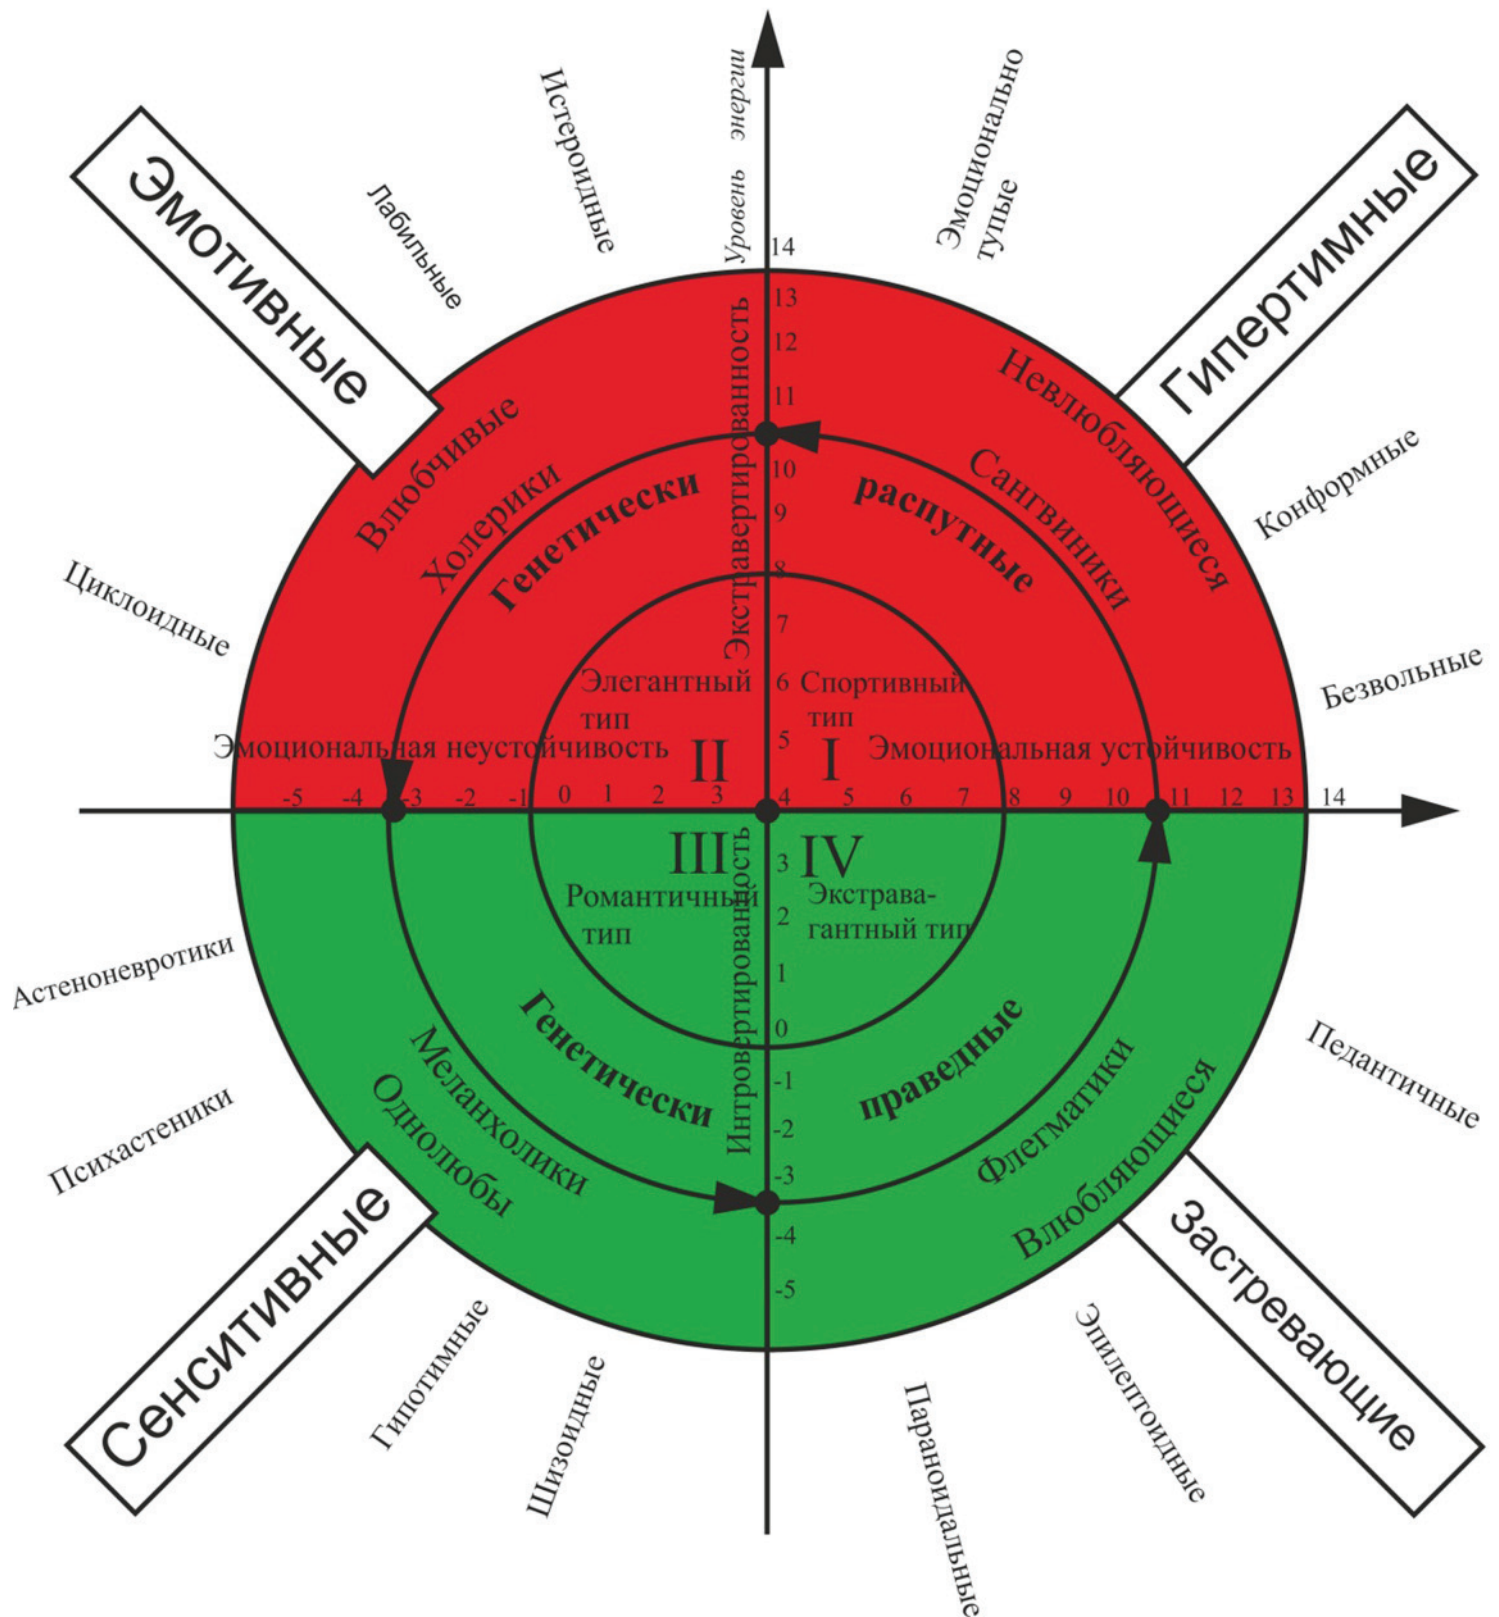 Уровень энергпп
Истероидные
Эмоционально
тупые
Эмотивные
Лабильные
Гипертимные
14
13
12
11
10
9
8
7
6
5
Экстравертированность
Влюбчивые
Холерики
Генетически
распутные
Сангвиники
Невлюбляющиеся
Конформные
Циклоидные
Безвольные
Элегантный
тип
Спортивный
тип
II
I
Эмоциональная неустойчивость
Эмоциональная устойчивость
-5 -4 -3 -2 -1 0 1 2 3 4 5 6 7 8 9 10 11 12 13 14
III
IV
Романтичный
тип
Экстрава-
гантный тип
Интровертированность
3
2
1
0
-1
-2
-3
-4
-5
Генетически
праведные
Меланхолики
Однолюбы
Флегматики
Влюбляющиеся
Астеноневротики
Психастеники
Педантичные
Сенситивные
Застревающие
Гипотимные
Шизоидные
Эпилептоидные
Параноидальные